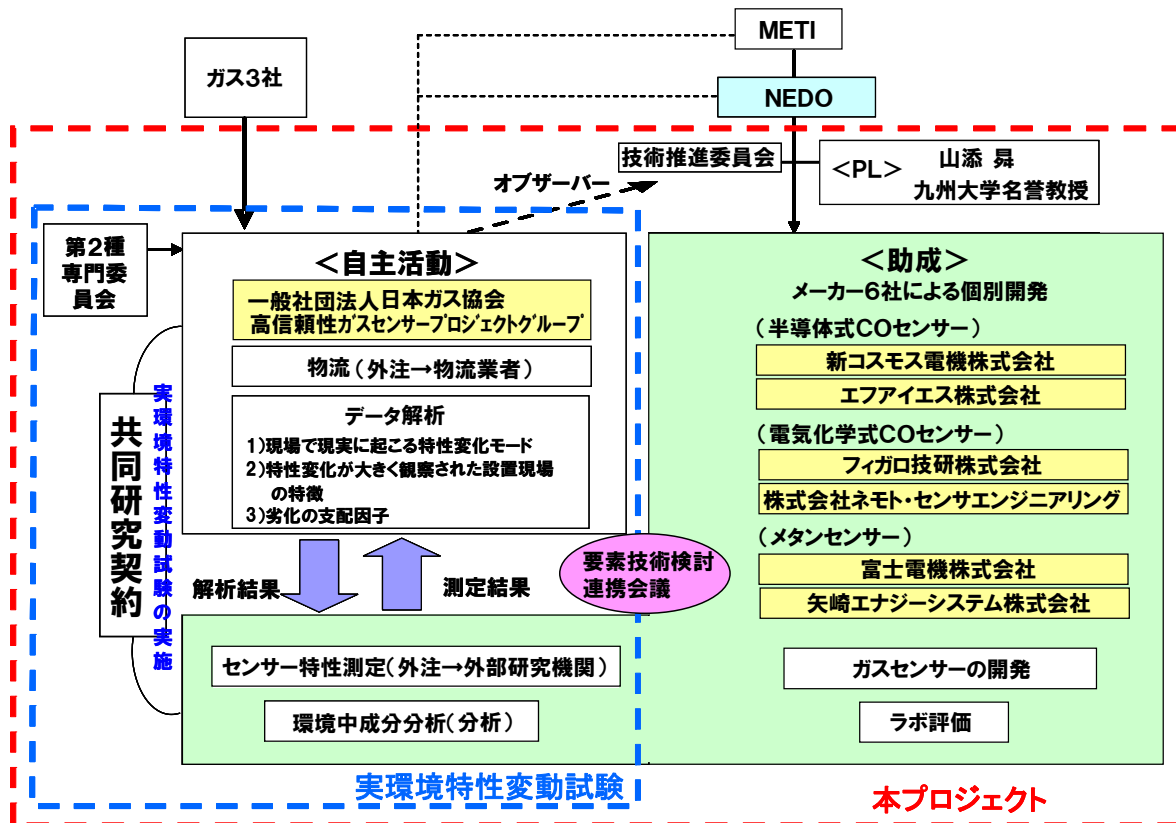 METI
ガス3社
NEDO
技術推進委員会
<PL>
山添 曻
九州大学名誉教授
オブザーバー
第2種
専門委
員会
<自主活動>
一般社団法人日本ガス協会
高信頼性ガスセンサープロジェクトグループ
物流(外注→物流業者)
データ解析
1)現場で現実に起こる特性変化モード
2)特性変化が大きく観察された設置現場
の特徴
3)劣化の支配因子
共同研究契約
実環境特性変動試験の実施
解析結果
測定結果
要素技術検討
連携会議
センサー特性測定(外注→外部研究機関)
環境中成分分析(分析)
実環境特性変動試験
<助成>
メーカー6社による個別開発
(半導体式COセンサー)
新コスモス電機株式会社
エフアイエス株式会社
(電気化学式COセンサー)
フィガロ技研株式会社
株式会社ネモト・センサエンジニアリング
(メタンセンサー)
富士電機株式会社
矢崎エナジーシステム株式会社
ガスセンサーの開発
ラボ評価
本プロジェクト